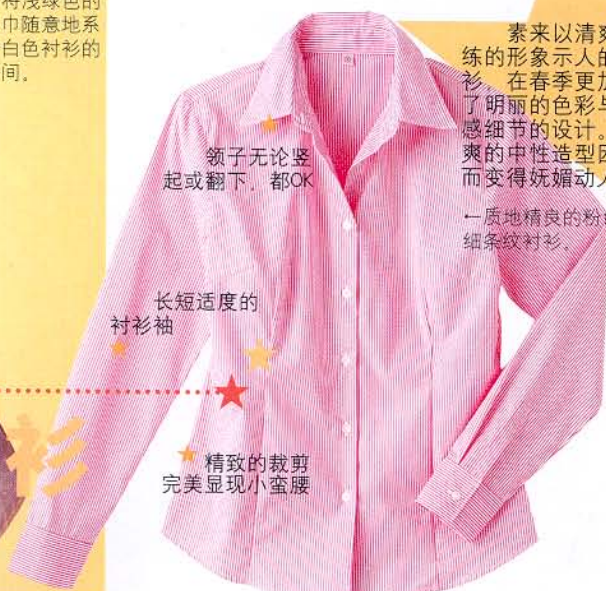 将浅绿色的
巾随意地系
白色衬衫的
间。
素来以清爽
练的形象示人的
衫，在春季更加
了明丽的色彩与
感细节的设计。
爽的中性造型因
而变得妩媚动人
←质地精良的粉
细条纹衬衫。
领子无论竖
起或翻下，都OK
长短适度的
衬衫袖
衫
精致的裁剪
完美显现小蛮腰